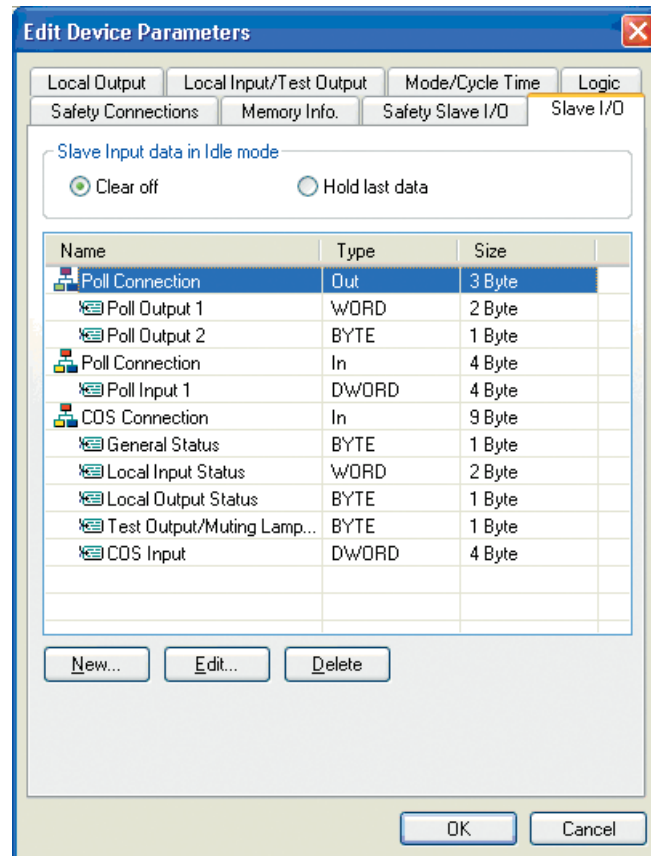 Edit Device Parameters
Local Output Local Input/Test Output Mode/Cycle Time Logic
Safety Connections Memory Info. Safety Slave I/O Slave I/O
Slave Input data in Idle mode
Clear off Hold last data
Name Type Size
Poll Connection Out 3 Byte
Poll Output 1 WORD 2 Byte
Poll Output 2 BYTE 1 Byte
Poll Connection In 4 Byte
Poll Input 1 DWORD 4 Byte
COS Connection In 9 Byte
General Status BYTE 1 Byte
Local Input Status WORD 2 Byte
Local Output Status BYTE 1 Byte
Test Output/Muting Lamp... BYTE 1 Byte
COS Input DWORD 4 Byte
New... Edit... Delete
OK Cancel